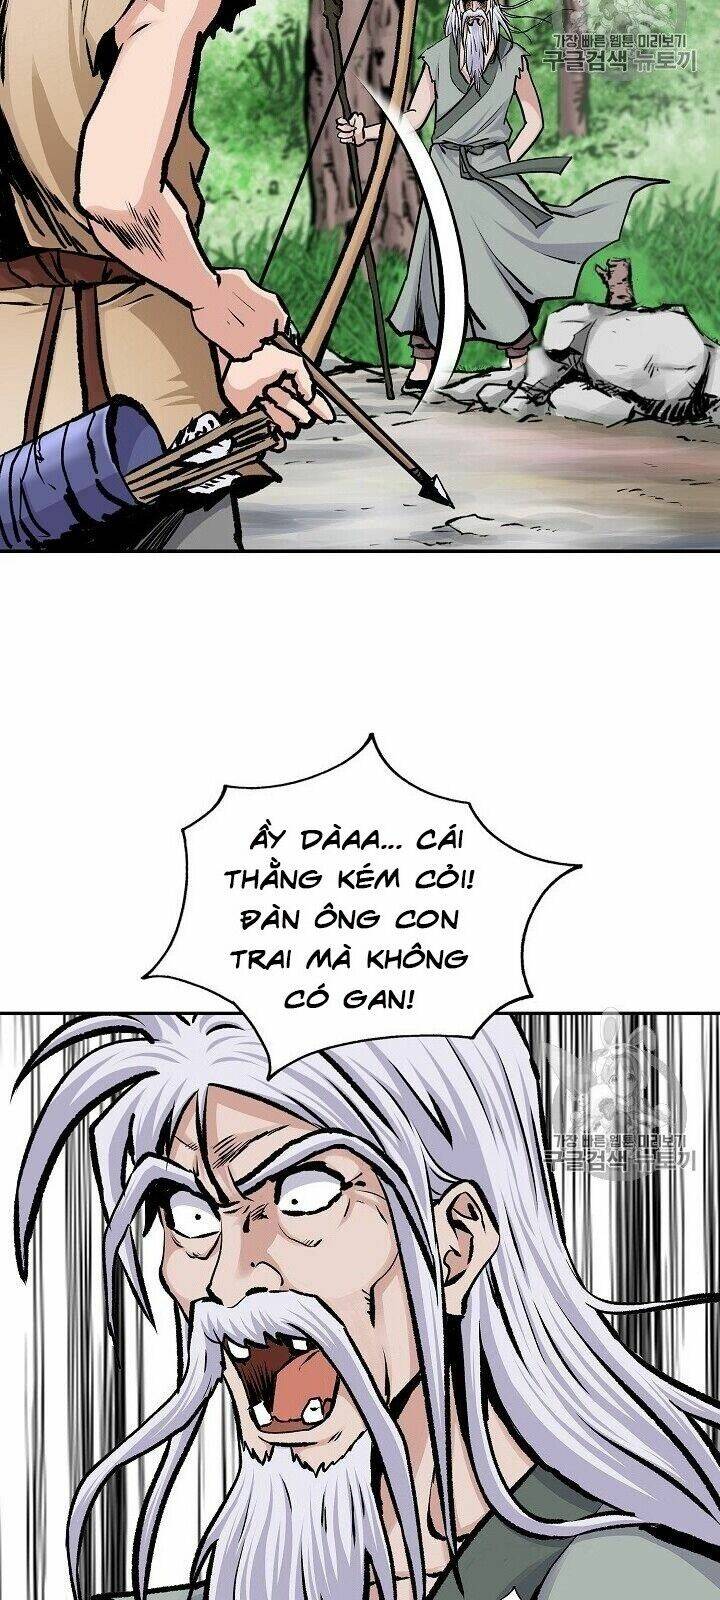 가장 빠른 웹툰 미리보기
구글검색 뉴토끼
ẦY DÀAA... CÁI
THẰNG KÉM CỎI!
ĐÀN ÔNG CON
TRAI MÀ KHÔNG
CÓ GAN!
가장 빠른 웹툰 미리보기
구글검색 뉴토끼